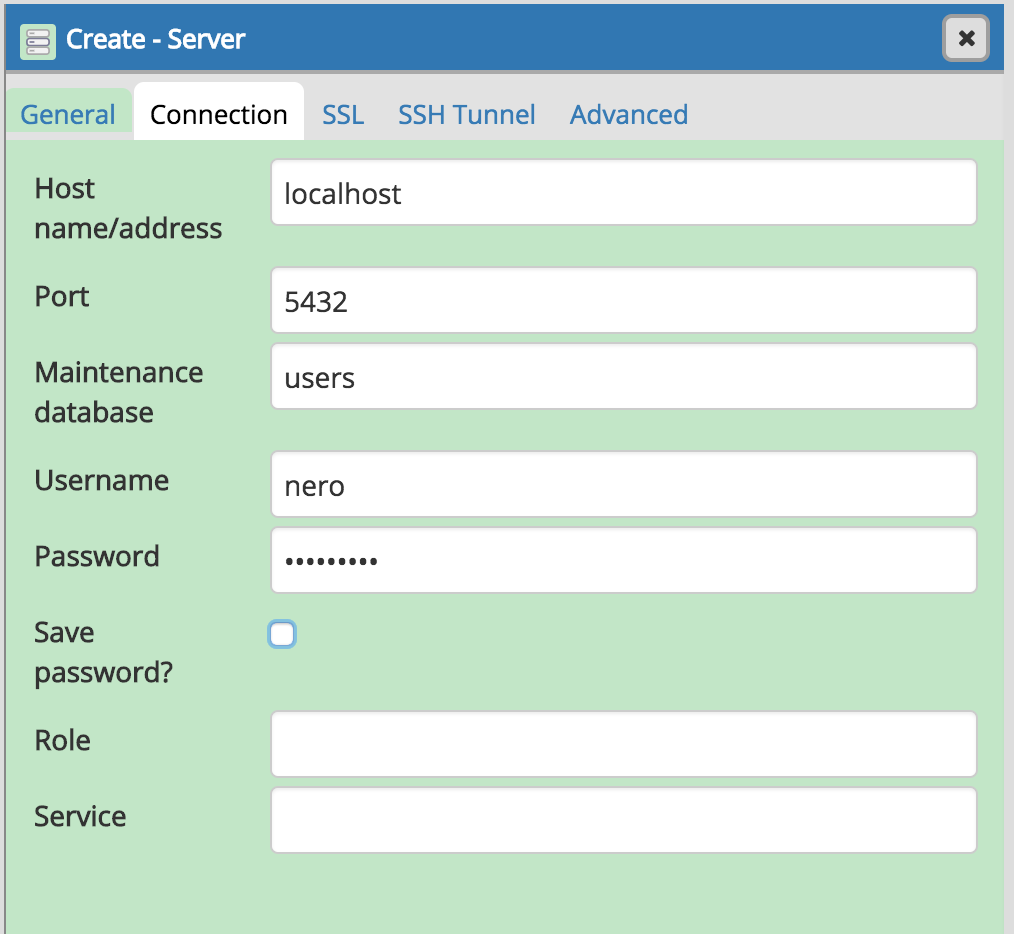 Create - Server
General Connection SSL SSH Tunnel Advanced
Host
name/address
localhost
Port
5432
Maintenance
database
users
Username
nero
Password
•••••••••
Save
password?
Role
Service